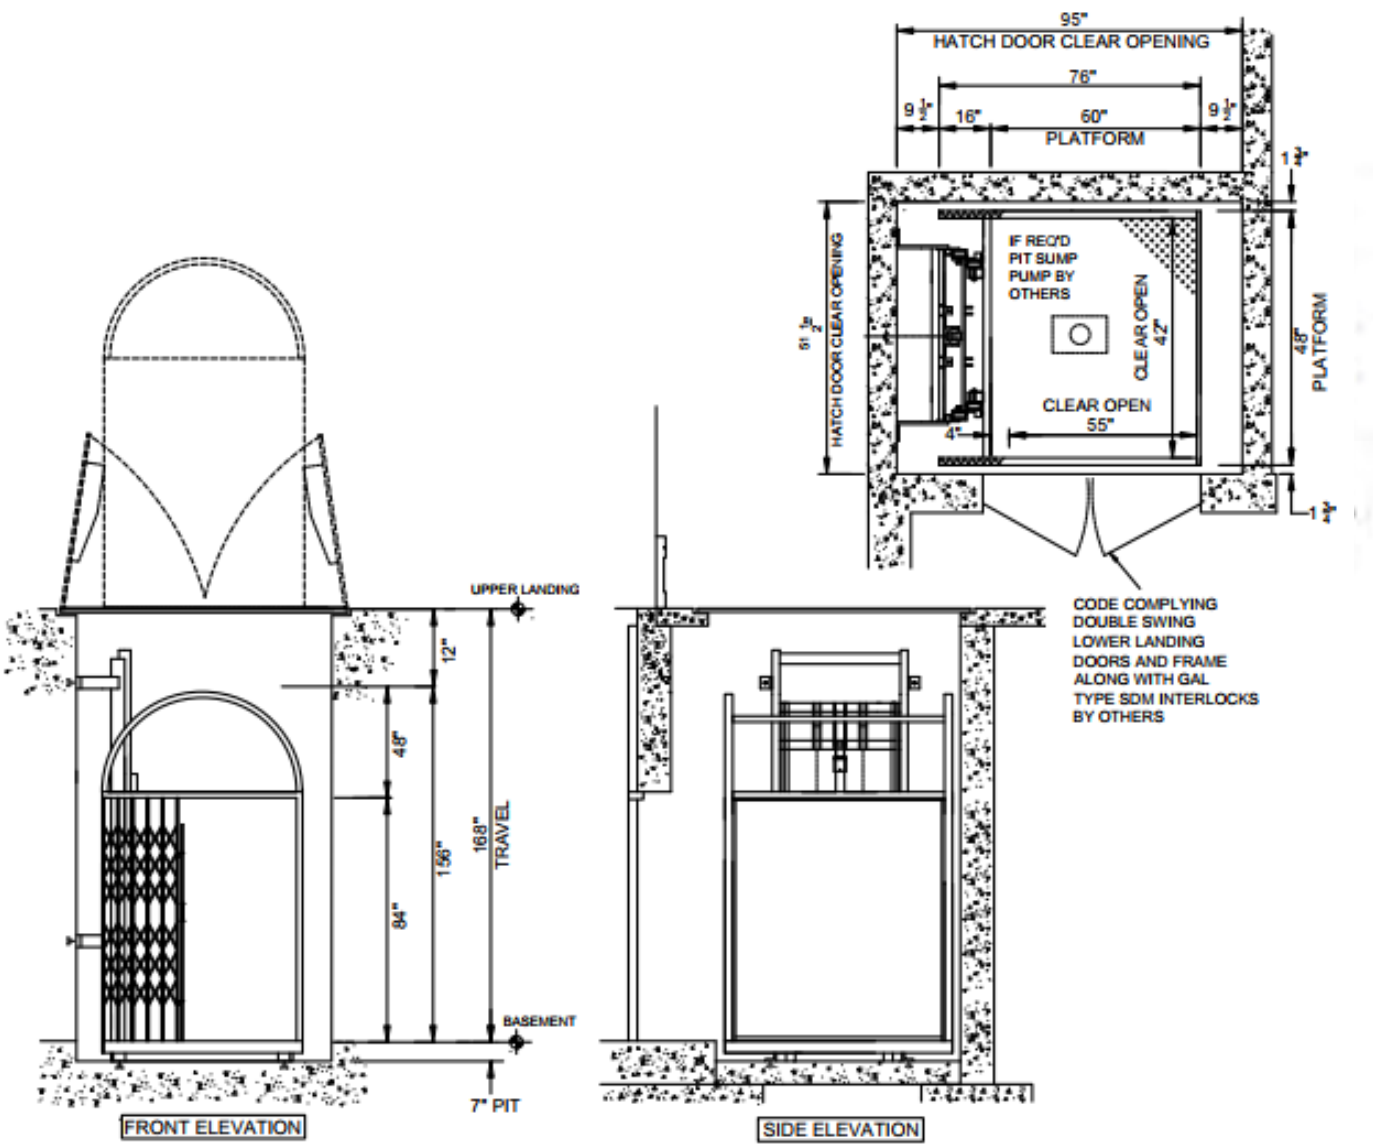 95"
HATCH DOOR CLEAR OPENING
76"
9 1/2"
16"
60"
9 1/2"
PLATFORM
1 3/4"
HATCH DOOR CLEAR OPENING
51 1/2"
IF REQ'D
PIT SUMP
PUMP BY
OTHERS
CLEAR OPEN
42"
48"
PLATFORM
CLEAR OPEN
55"
4"
1 3/4"
CODE COMPLYING
DOUBLE SWING
LOWER LANDING
DOORS AND FRAME
ALONG WITH GAL
TYPE SDM INTERLOCKS
BY OTHERS
UPPER LANDING
12"
48"
156"
168"
TRAVEL
84"
BASEMENT
7" PIT
FRONT ELEVATION
SIDE ELEVATION